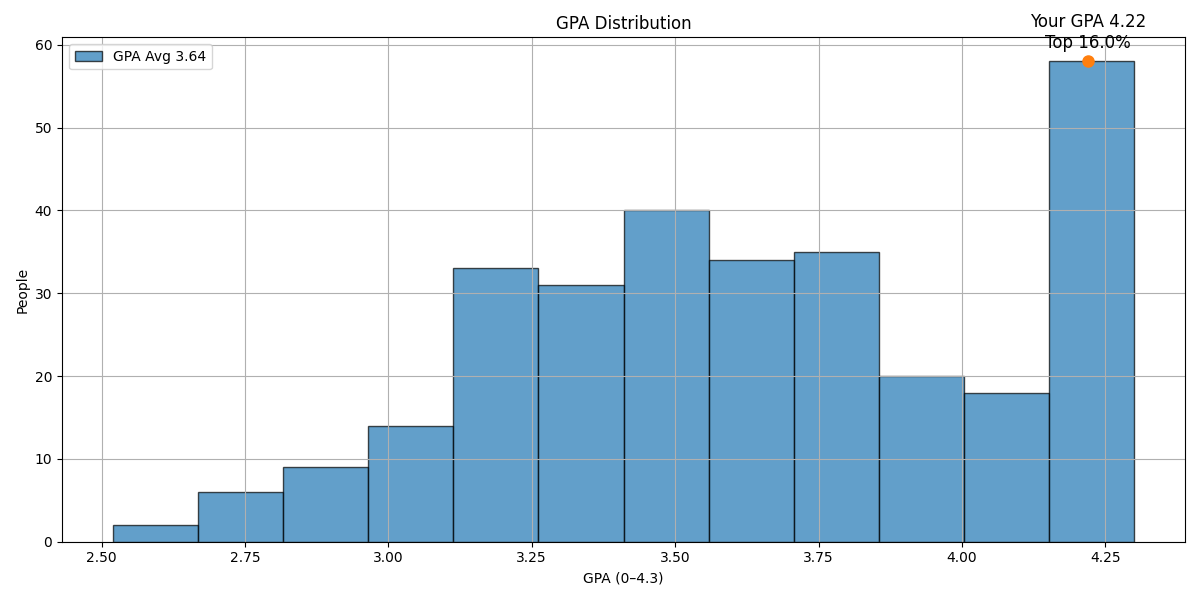 GPA Distribution
Your GPA 4.22
Top 16.0%
GPA Avg 3.64
60
50
40
30
20
10
0
People
2.50 2.75 3.00 3.25 3.50 3.75 4.00 4.25
GPA (0–4.3)